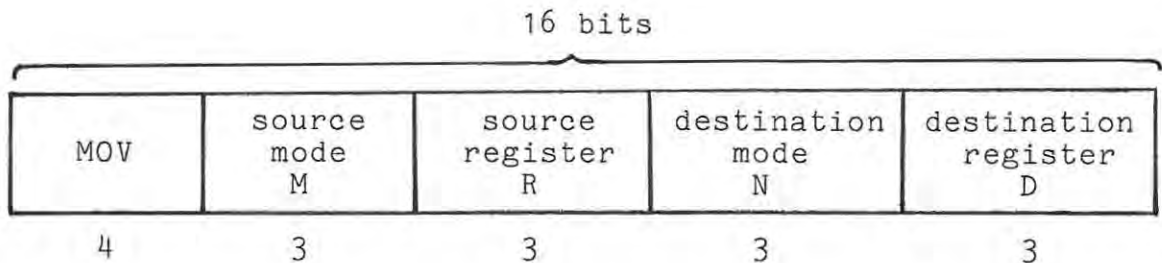 16 bits
MOV
source mode M
source register R
destination mode N
destination register D
4 3 3 3 3